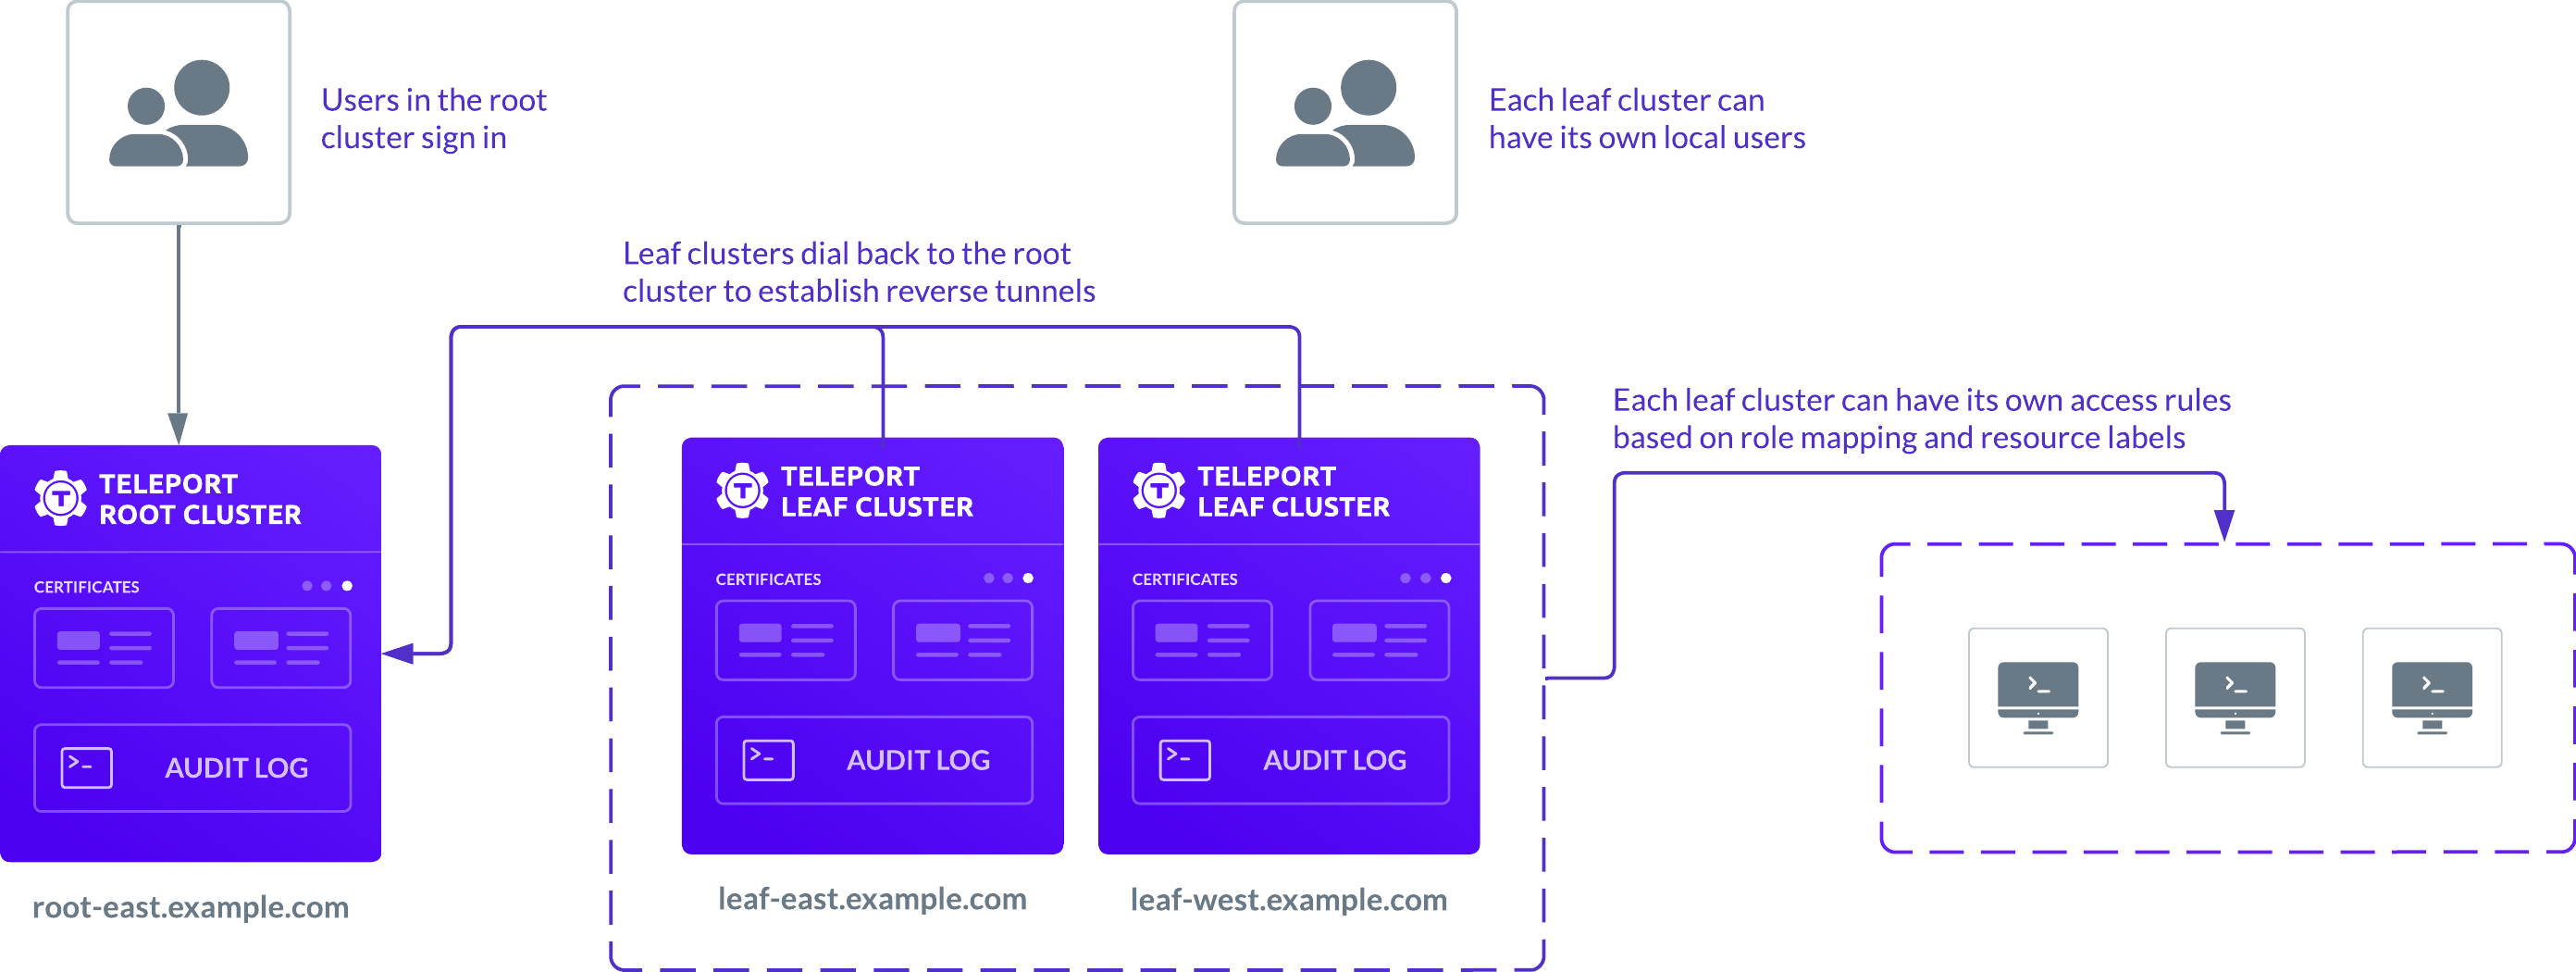 Users in the root
cluster sign in
Each leaf cluster can
have its own local users
Leaf clusters dial back to the root
cluster to establish reverse tunnels
Each leaf cluster can have its own access rules
based on role mapping and resource labels
T
TELEPORT
ROOT CLUSTER
CERTIFICATES
>_
AUDIT LOG
root-east.example.com
T
TELEPORT
LEAF CLUSTER
CERTIFICATES
>_
AUDIT LOG
leaf-east.example.com
T
TELEPORT
LEAF CLUSTER
CERTIFICATES
>_
AUDIT LOG
leaf-west.example.com
>_
>_
>_